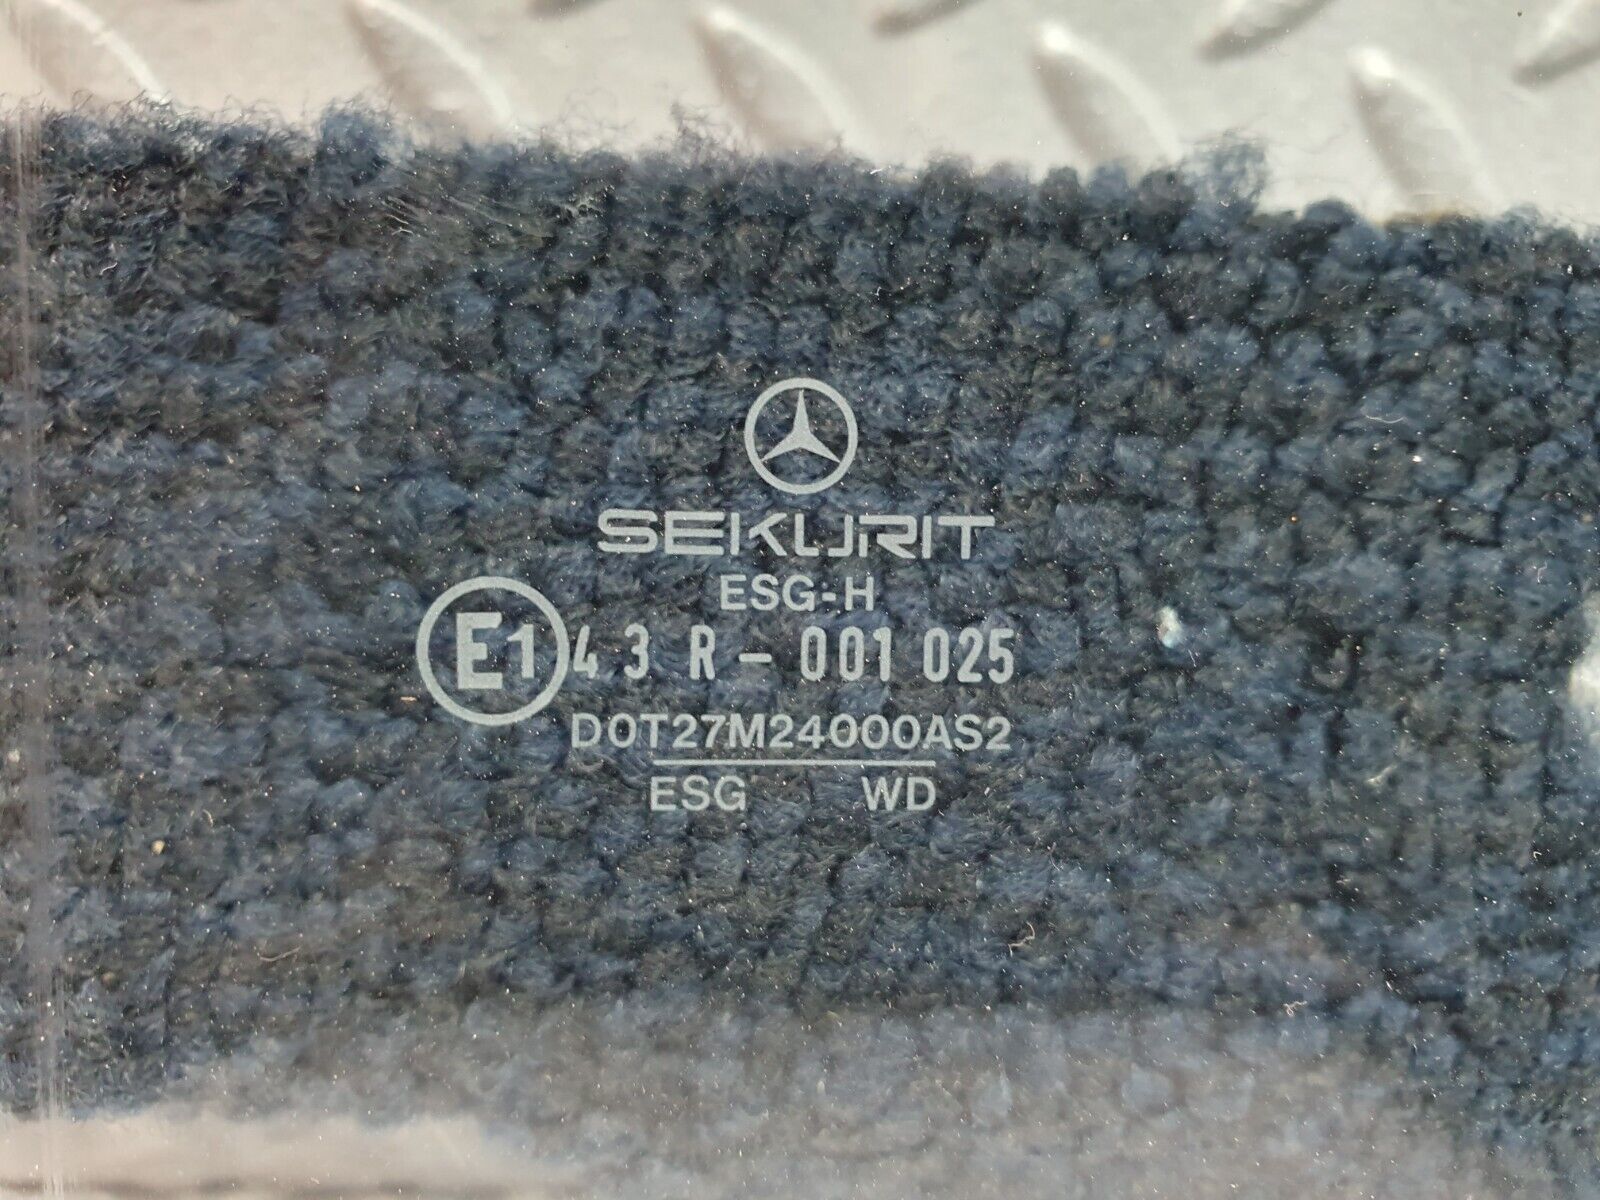 SEKURIT
ESG-H
E1 43 R - 001 025
DOT27M24000AS2
ESG WD